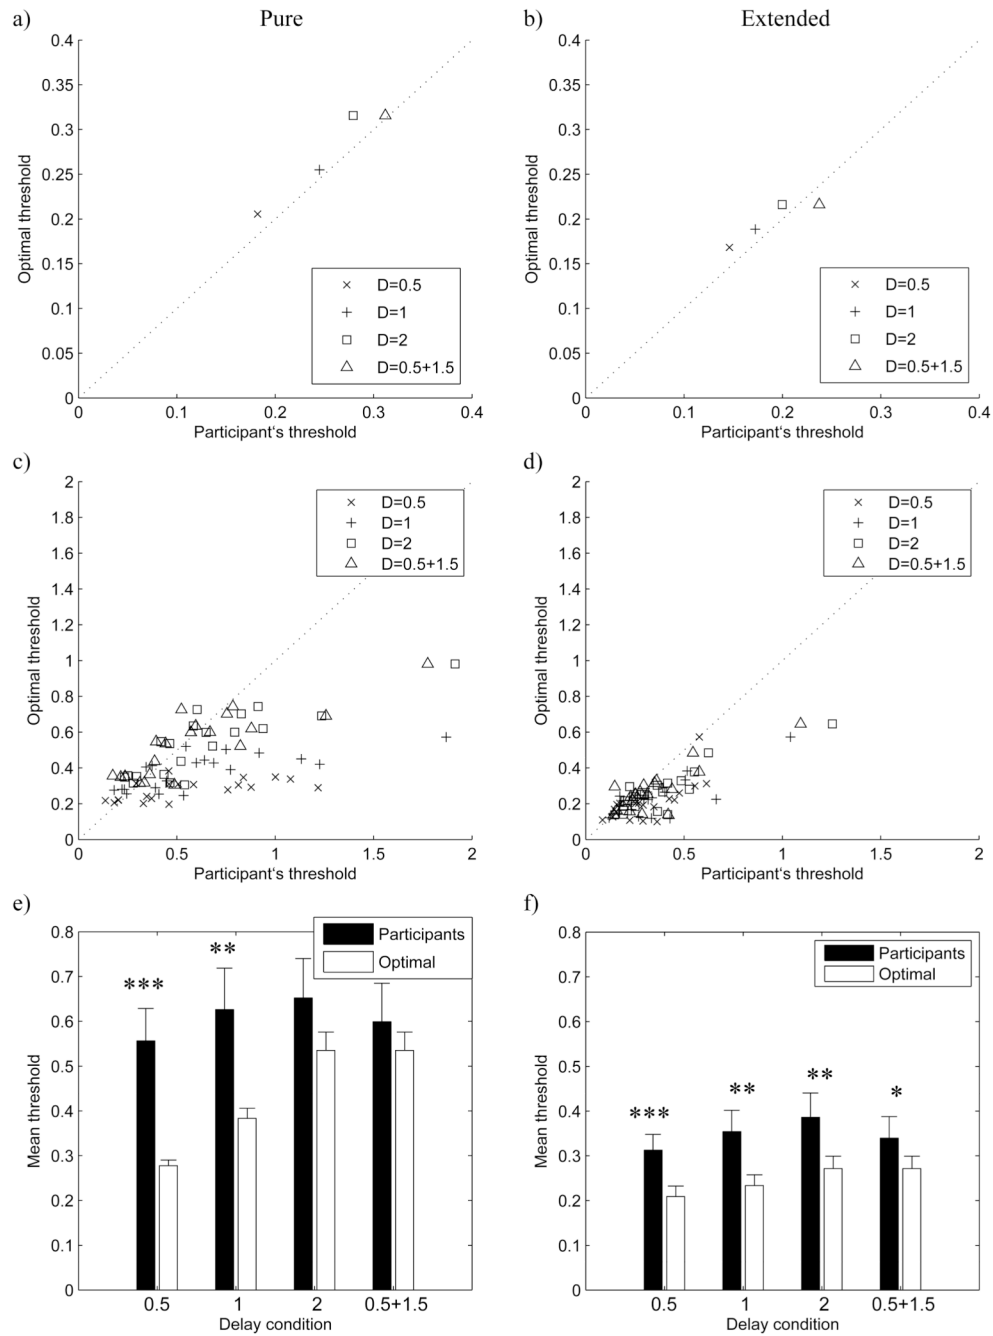 a) Pure
b) Extended
0.4
0.35
0.3
0.25
0.2
0.15
0.1
0.05
0
Optimal threshold
0 0.1 0.2 0.3 0.4
Participant's threshold
D=0.5
D=1
D=2
D=0.5+1.5
0.4
0.35
0.3
0.25
0.2
0.15
0.1
0.05
0
Optimal threshold
0 0.1 0.2 0.3 0.4
Participant's threshold
D=0.5
D=1
D=2
D=0.5+1.5
c)
2
1.8
1.6
1.4
1.2
1
0.8
0.6
0.4
0.2
0
Optimal threshold
0 0.5 1 1.5 2
Participant's threshold
D=0.5
D=1
D=2
D=0.5+1.5
d)
2
1.8
1.6
1.4
1.2
1
0.8
0.6
0.4
0.2
0
Optimal threshold
0 0.5 1 1.5 2
Participant's threshold
D=0.5
D=1
D=2
D=0.5+1.5
e)
0.8
0.7
0.6
0.5
0.4
0.3
0.2
0.1
0
Mean threshold
Participants
Optimal
*** **
0.5 1 2 0.5+1.5
Delay condition
f)
0.8
0.7
0.6
0.5
0.4
0.3
0.2
0.1
0
Mean threshold
Participants
Optimal
*** ** ** *
0.5 1 2 0.5+1.5
Delay condition